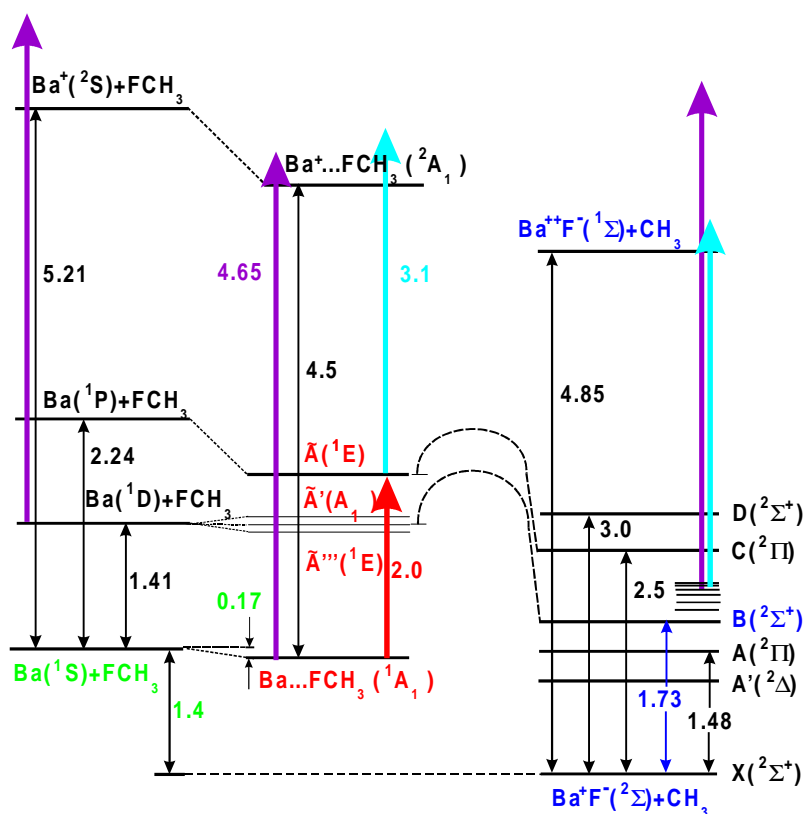 Ba⁺(²S)+FCH₃
Ba⁺...FCH₃(²A₁)
Ba⁺⁺F⁻(¹Σ)+CH₃
5.21
4.65
3.1
4.5
4.85
Ba(¹P)+FCH₃
2.24
Ã(¹E)
Ba(¹D)+FCH₃
Ã'(A₁)
D(²Σ⁺)
3.0
C(²Π)
1.41
Ã'''(¹E)
2.0
2.5
0.17
B(²Σ⁺)
A(²Π)
Ba(¹S)+FCH₃
Ba...FCH₃(¹A₁)
A'(²Δ)
1.4
1.73
1.48
X(²Σ⁺)
Ba⁺F⁻(²Σ)+CH₃